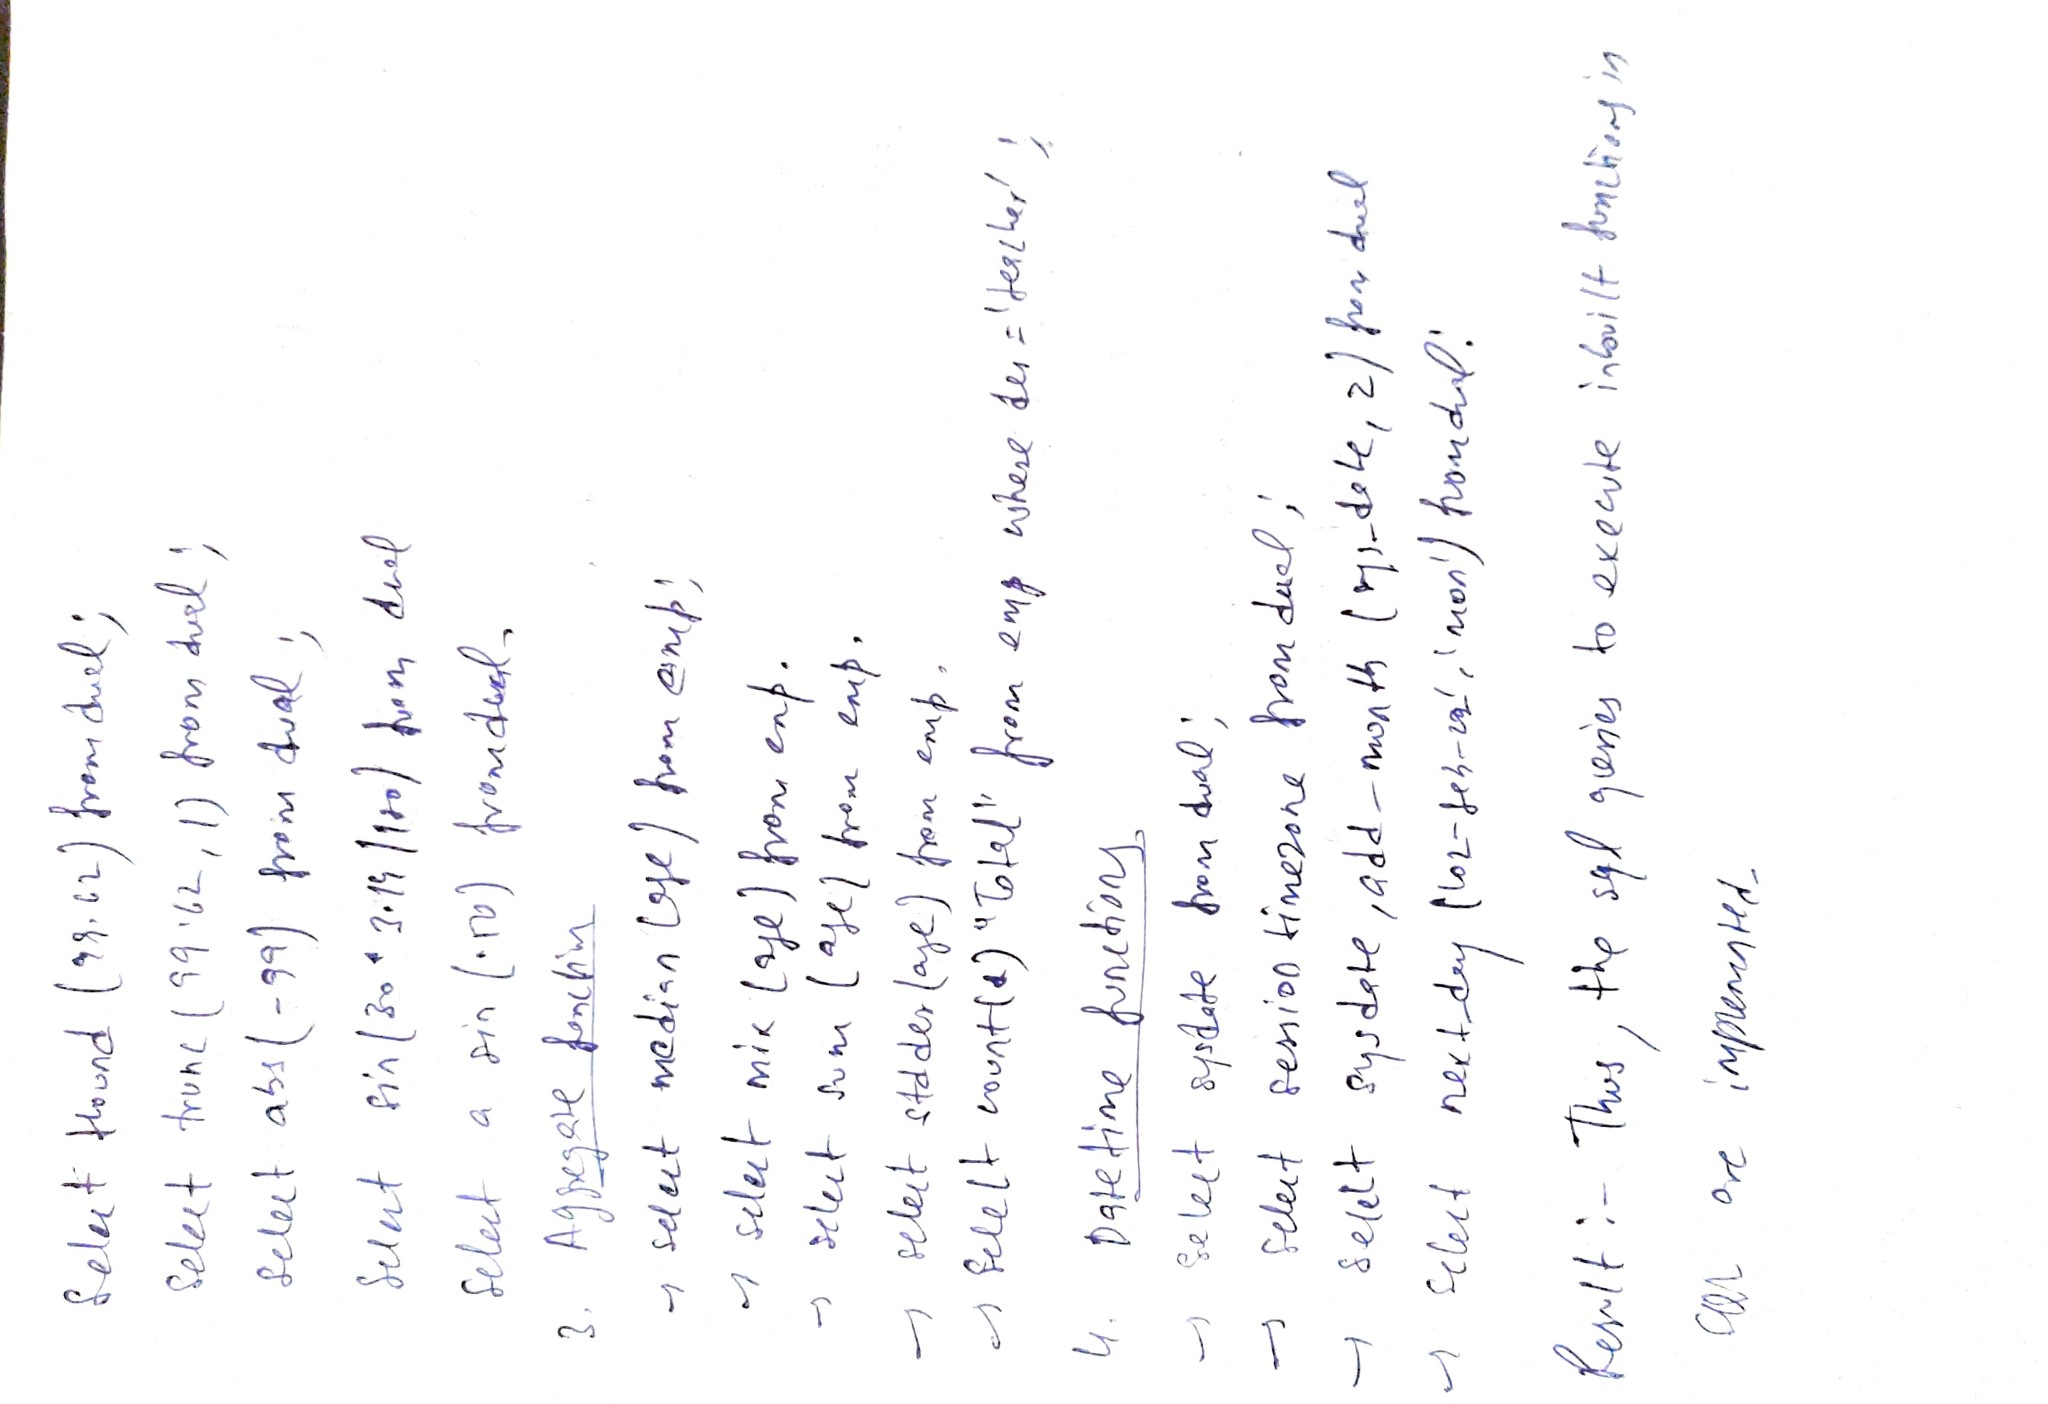 Select round (99.62) from dual;
Select trunc (99.62, 1) from dual;
Select abs (-99) from dual;
Select sin (30 * 3.14/180) from dual
Select a sin (.50) from dual.
3. Aggregate function
→ select median (age) from emp;
→ select min (age) from emp.
→ select sum (age) from emp.
→ select stddev (age) from emp.
→ Select count(*) "Total" from emp where des = 'teacher';
4. Datetime functions
→ Select sysdate from dual;
→ Select session timezone from dual;
→ Select sysdate, add-month (sys-date, 2) from dual
→ Select next_day ('02-feb- 'mon') from dual;
Result:- Thus, the sql queries to execute inbuilt functions in
are implemented.